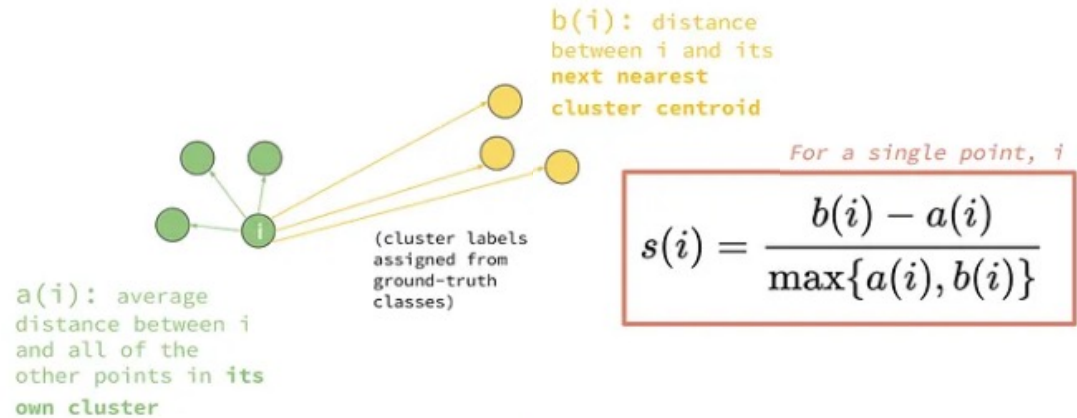 b(i): distance
between i and its
next nearest
cluster centroid
For a single point, i
s(i) = \frac{b(i) - a(i)}{\max\{a(i), b(i)\}}
i
(cluster labels
assigned from
ground-truth
classes)
a(i): average
distance between i
and all of the
other points in its
own cluster